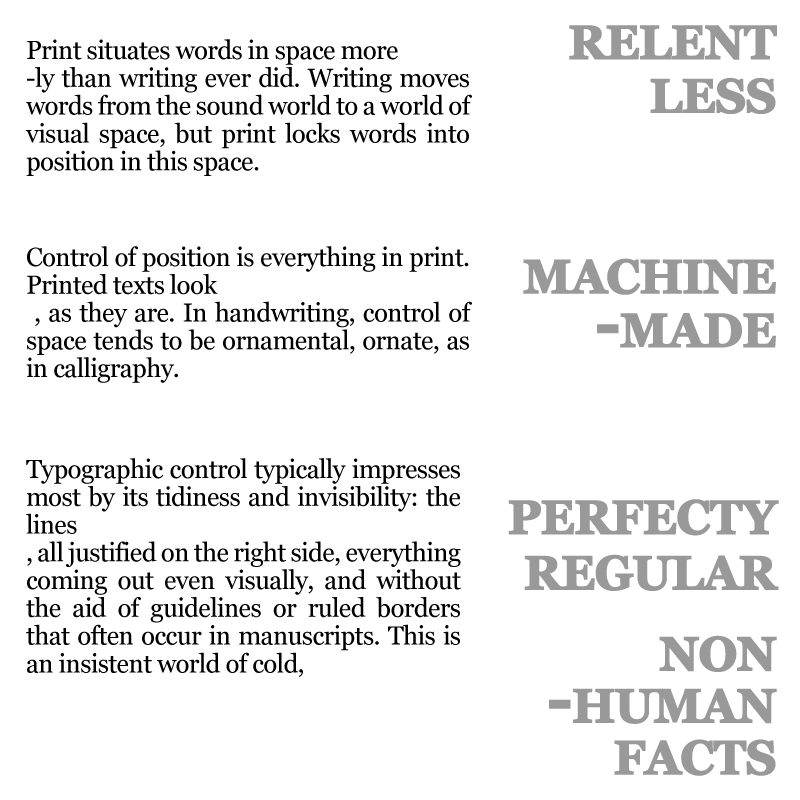 Print situates words in space more
RELENT
LESS
-ly than writing ever did. Writing moves
words from the sound world to a world of
visual space, but print locks words into
position in this space.
Control of position is everything in print.
Printed texts look
MACHINE
-MADE
, as they are. In handwriting, control of
space tends to be ornamental, ornate, as
in calligraphy.
Typographic control typically impresses
most by its tidiness and invisibility: the
lines
PERFECTY
REGULAR
, all justified on the right side, everything
coming out even visually, and without
the aid of guidelines or ruled borders
that often occur in manuscripts. This is
an insistent world of cold,
NON
-HUMAN
FACTS